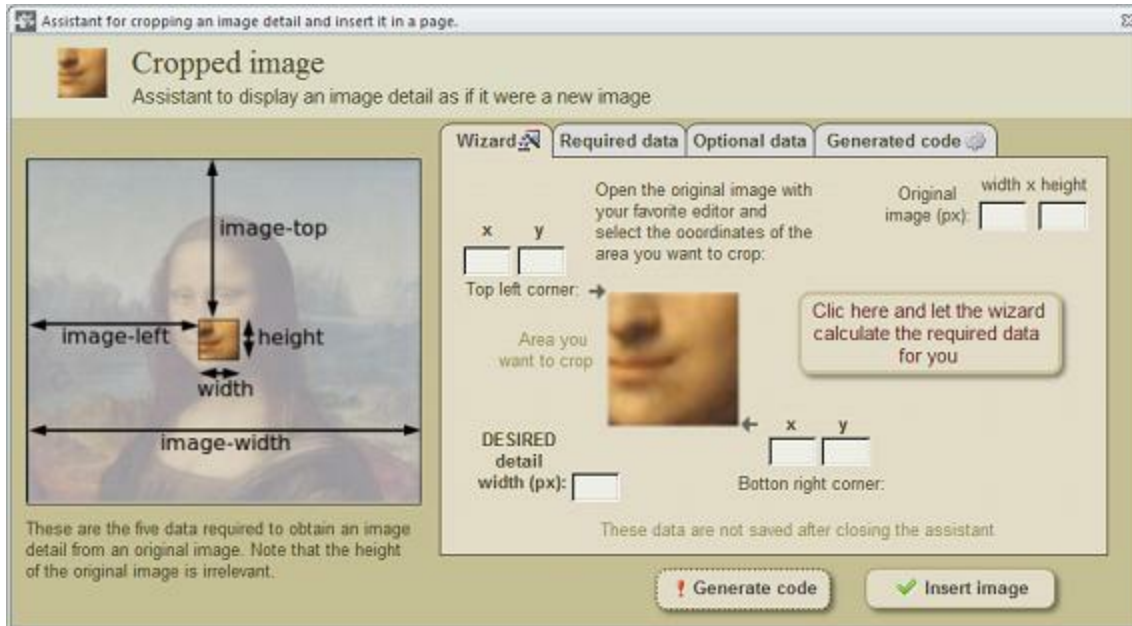 Assistant for cropping an image detail and insert it in a page.
Cropped image
Assistant to display an image detail as if it were a new image
image-top
image-left
height
width
image-width
These are the five data required to obtain an image
detail from an original image. Note that the height
of the original image is irrelevant.
Wizard
Required data
Optional data
Generated code
Open the original image with
your favorite editor and
select the ooordinates of the
area you want to crop:
Original
image (px):
width x height
x y
Top left corner:
Area you
want to crop
Clic here and let the wizard
calculate the required data
for you
DESIRED
detail
width (px):
x y
Botton right corner:
These data are not saved after closing the assistant
Generate code
Insert image